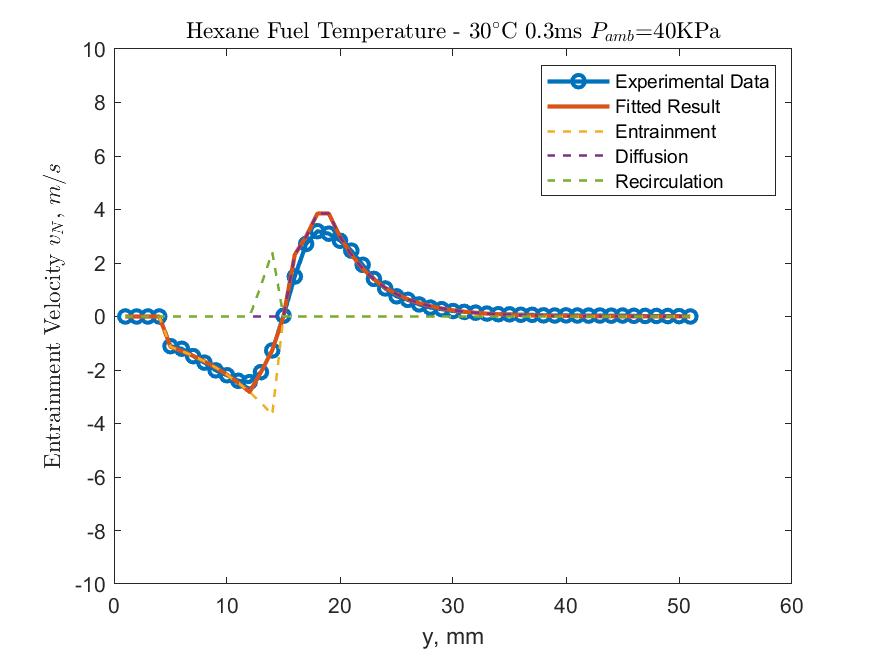 Hexane Fuel Temperature - 30°C 0.3ms P_amb=40KPa
10
8
6
4
2
0
-2
-4
-6
-8
-10
Entrainment Velocity v_N, m/s
Experimental Data
Fitted Result
Entrainment
Diffusion
Recirculation
0 10 20 30 40 50 60
y, mm